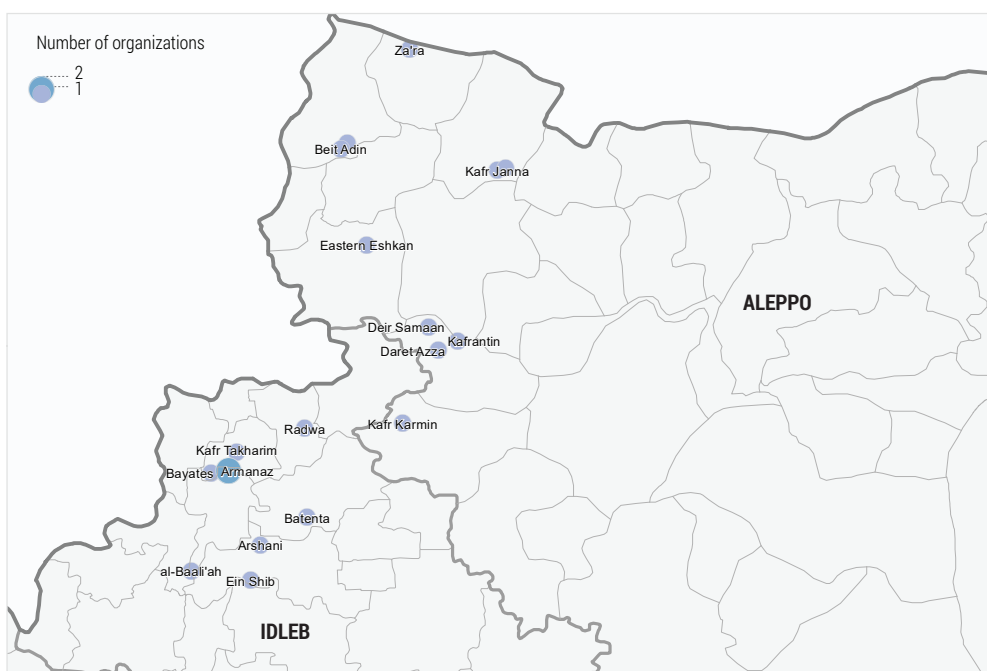 Number of organizations
2
1
Za'ra
Beit Adin
Kafr Janna
Eastern Eshkan
ALEPPO
Deir Samaan
Kafrantin
Daret Azza
Kafr Karmin
Radwa
Kafr Takharim
Bayates
Armanaz
Batenta
Arshani
al-Baali'ah
Ein Shib
IDLEB